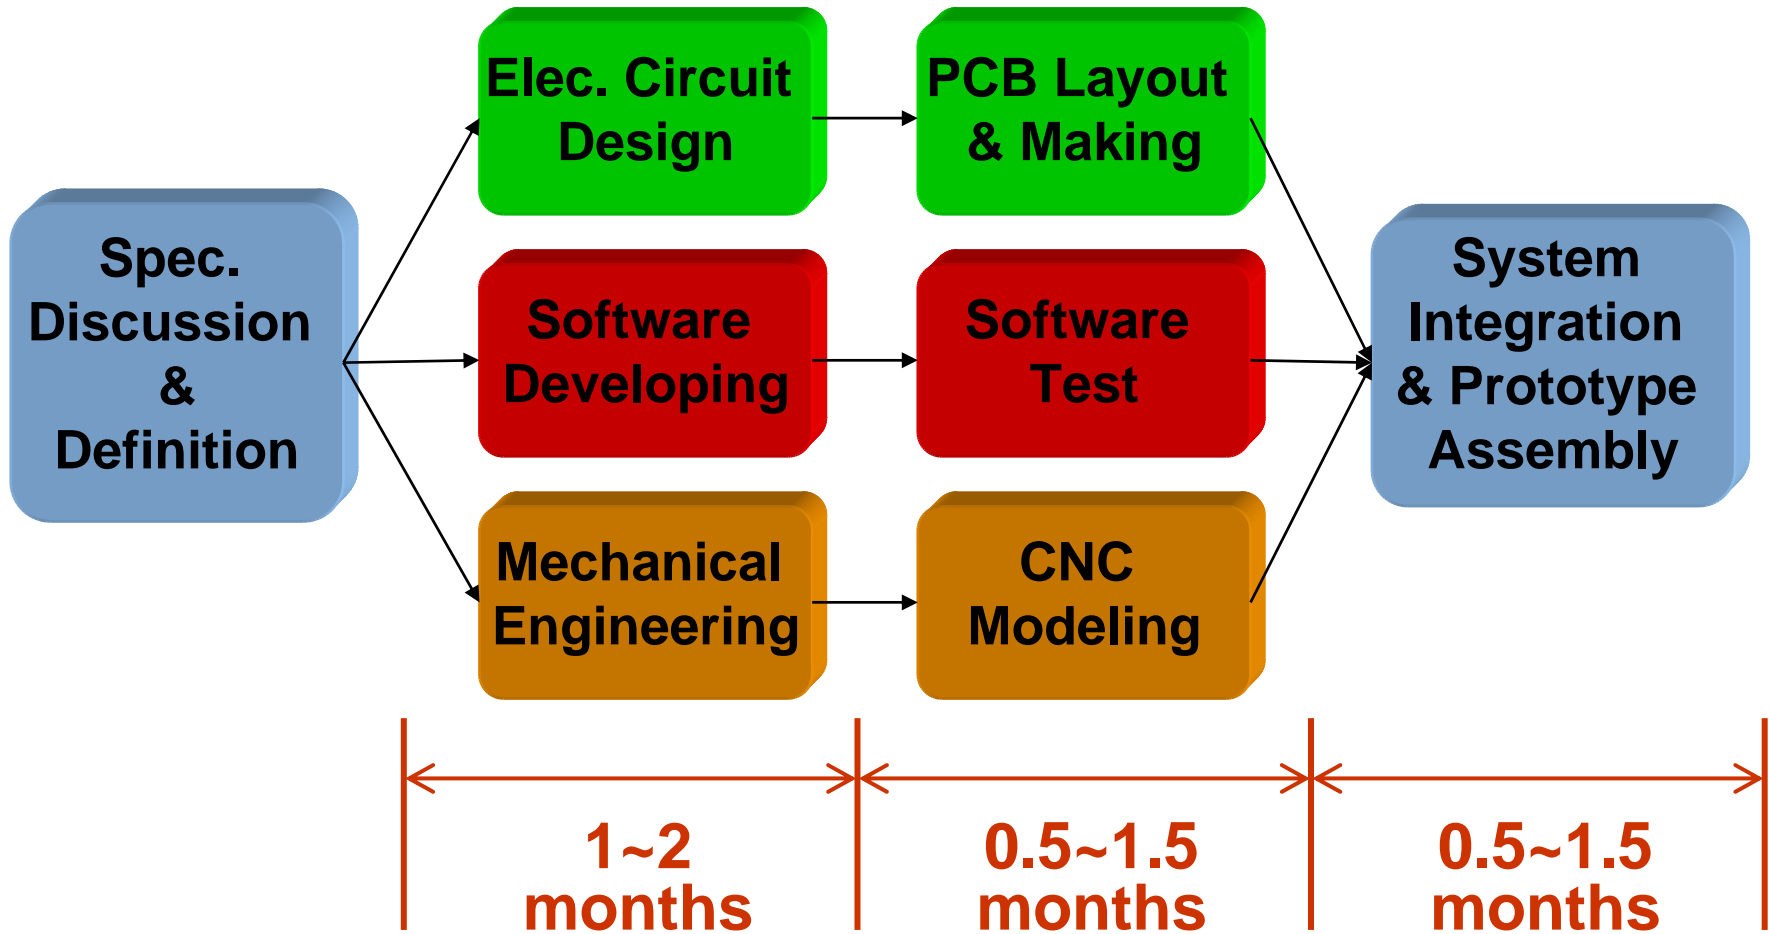 Spec.
Discussion
&
Definition
Elec. Circuit
Design
PCB Layout
& Making
Software
Developing
Software
Test
Mechanical
Engineering
CNC
Modeling
System
Integration
& Prototype
Assembly
1~2
months
0.5~1.5
months
0.5~1.5
months